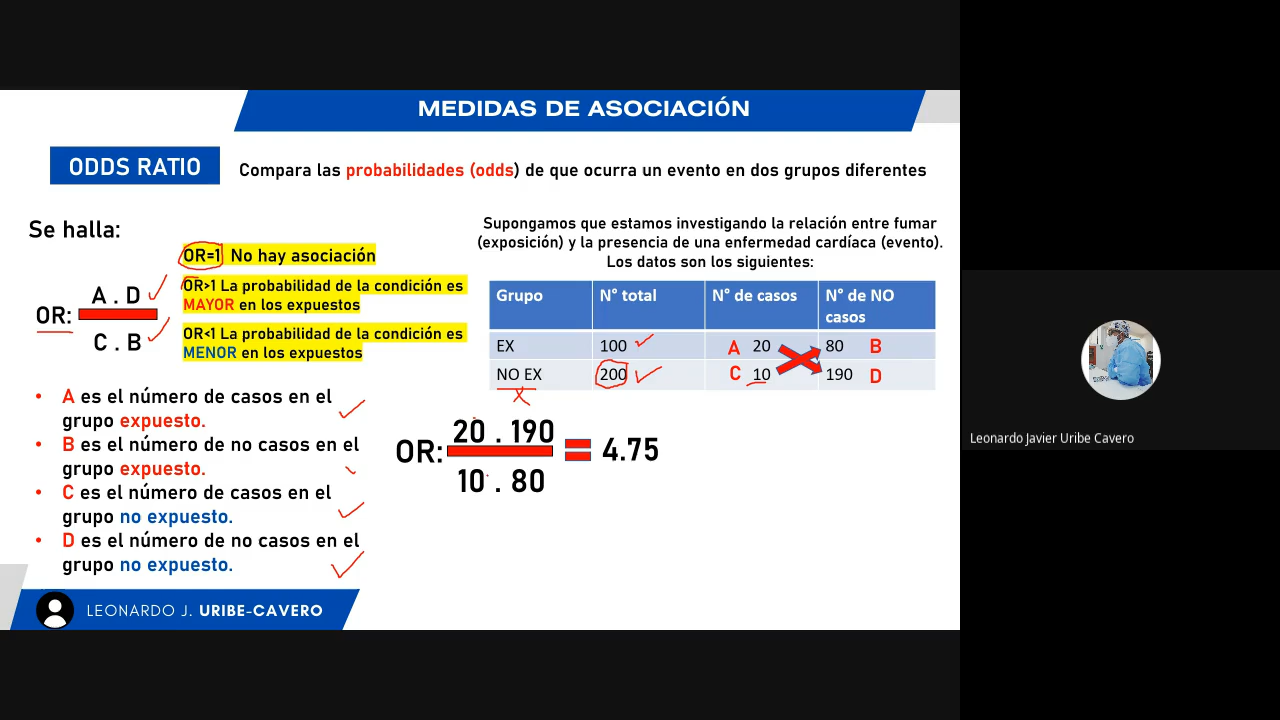 MEDIDAS DE ASOCIACIÓN
ODDS RATIO
Compara las probabilidades (odds) de que ocurra un evento en dos grupos diferentes
Se halla:
OR:
A . D
C . B
OR=1 No hay asociación
OR>1 La probabilidad de la condición es
MAYOR en los expuestos
OR<1 La probabilidad de la condición es
MENOR en los expuestos
• A es el número de casos en el
grupo expuesto.
• B es el número de no casos en el
grupo expuesto.
• C es el número de casos en el
grupo no expuesto.
• D es el número de no casos en el
grupo no expuesto.
Supongamos que estamos investigando la relación entre fumar
(exposición) y la presencia de una enfermedad cardíaca (evento).
Los datos son los siguientes:
Grupo N° total N° de casos N° de NO
casos
EX 100 A 20 80 B
NO EX 200 C 10 190 D
OR:
20 . 190
10 . 80
= 4.75
LEONARDO J. URIBE-CAVERO
Leonardo Javier Uribe Cavero